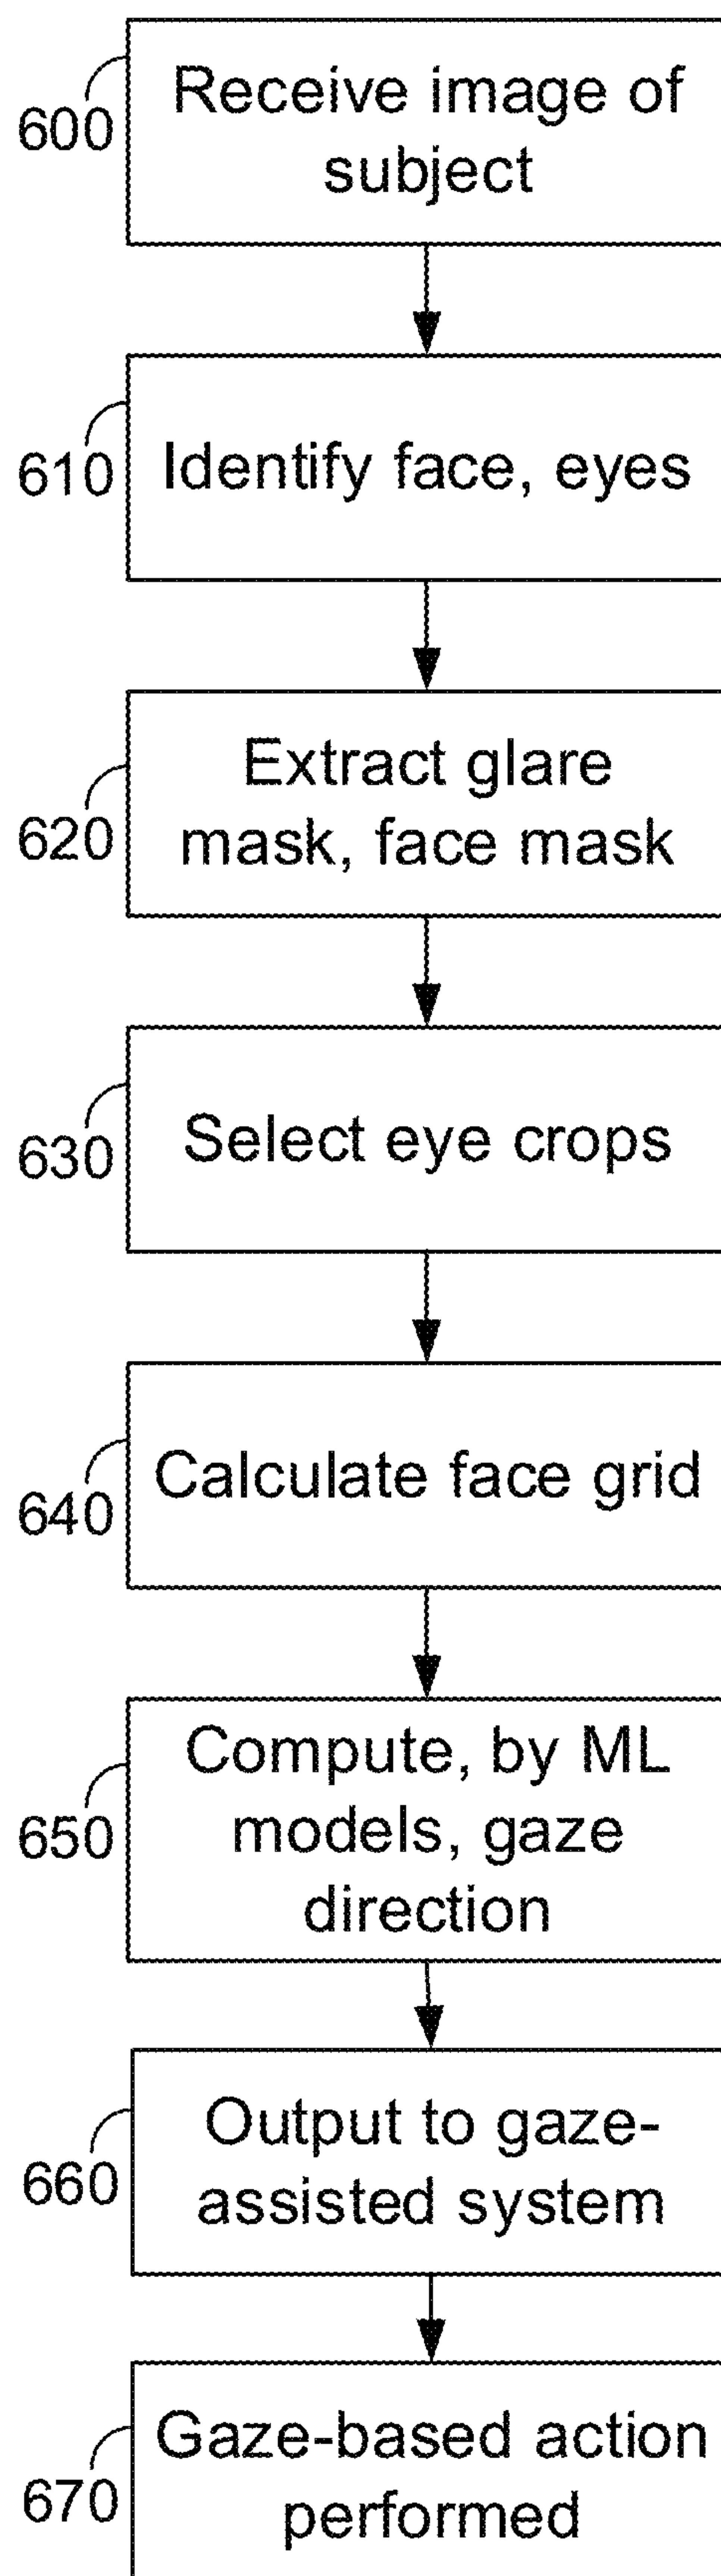 600
Receive image of
subject
610
Identify face, eyes
620
Extract glare
mask, face mask
630
Select eye crops
640
Calculate face grid
650
Compute, by ML
models, gaze
direction
660
Output to gaze-
assisted system
670
Gaze-based action
performed